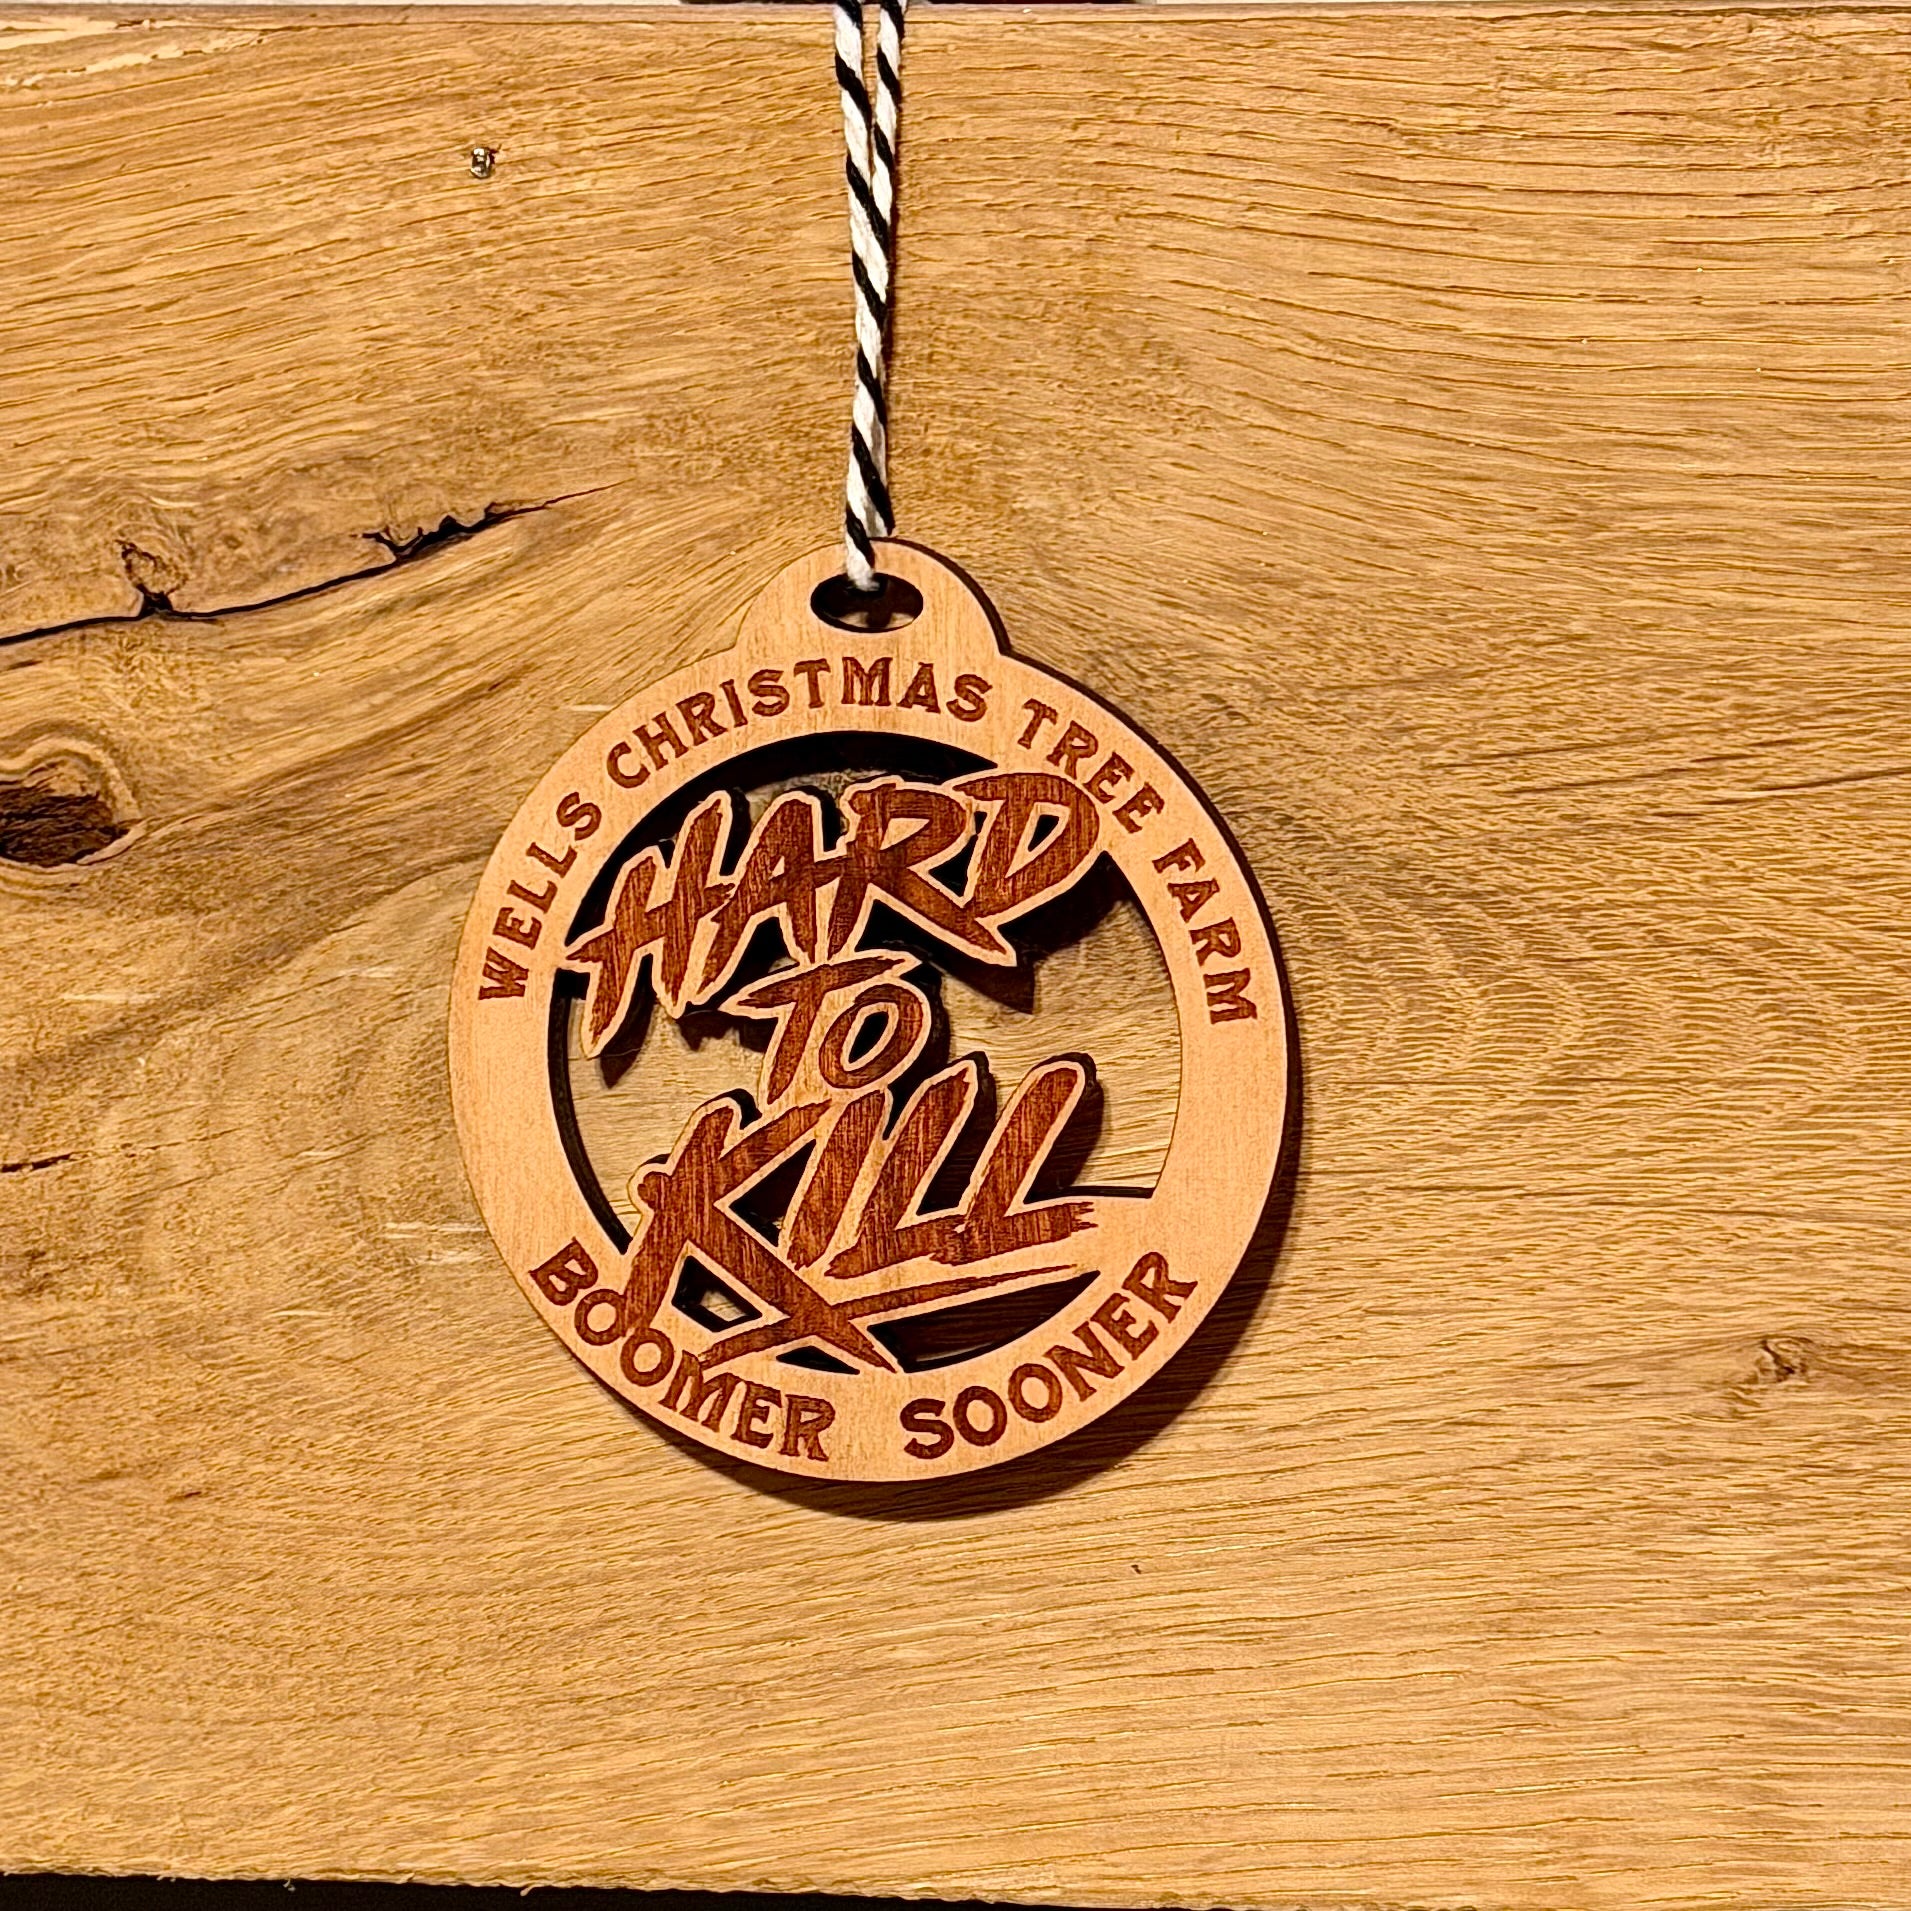 WELLS CHRISTMAS TREE FARM
HARD
TO
KILL
BOOMER SOONER